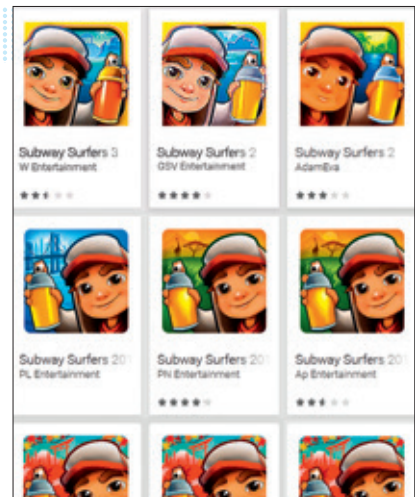 Subway Surfers 3
W Entertainment
Subway Surfers 2
GSV Entertainment
Subway Surfers 2
AdamEva
Subway Surfers 20
PL Entertainment
Subway Surfers 201
PN Entertainment
Subway Surfers 20
Ap Entertainment